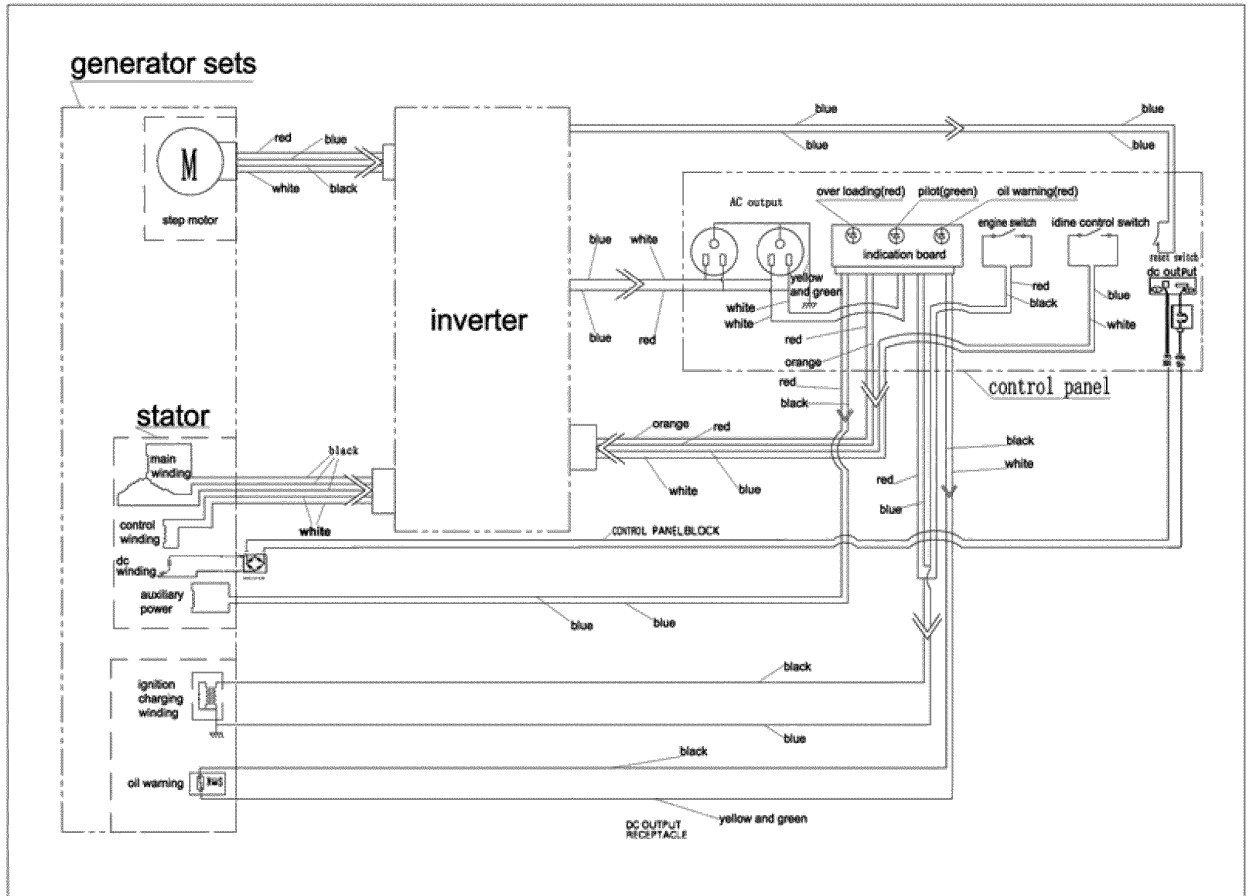 generator sets
M
step motor
red
blue
white
black
inverter
blue
blue
blue
blue
AC output
over loading(red)
pilot(green)
oil warning(red)
indication board
engine switch
idine control switch
reset switch
dc outPut
blue
white
blue
red
yellow
and green
white
white
red
orange
red
black
red
black
blue
white
control panel
stator
main
winding
black
white
control
winding
dc
winding
auxiliary
power
orange
red
white
blue
CONTROL PANELBLOCK
red
blue
black
white
blue
blue
ignition
charging
winding
black
blue
oil warning
black
yellow and green
DC OUTPUT
RECEPTACLE